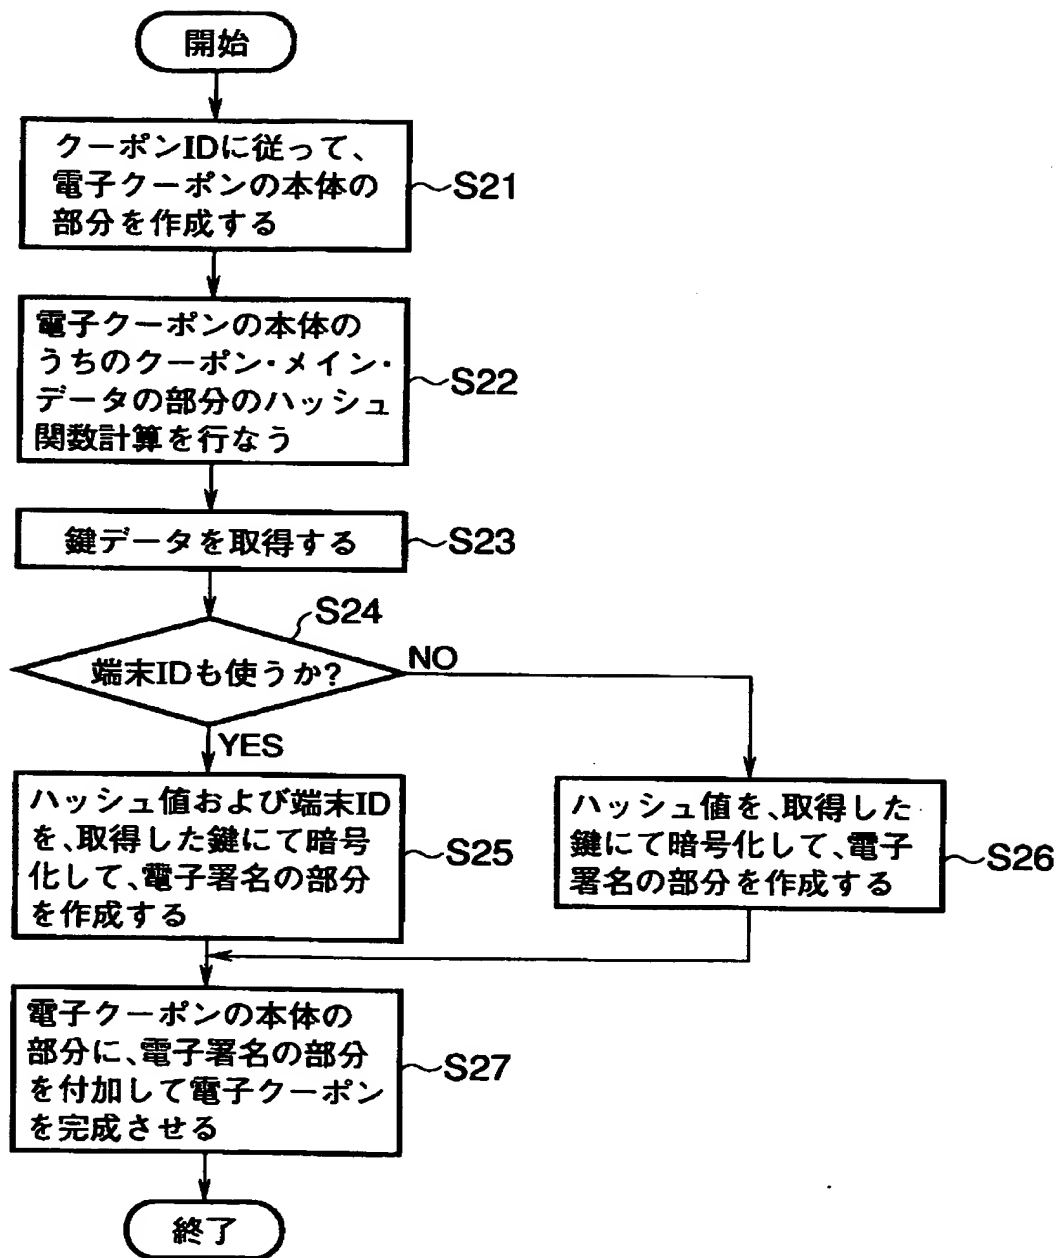 開始
クーポンIDに従って、
電子クーポンの本体の
部分を作成する
S21
電子クーポンの本体の
うちのクーポン・メイン・
データの部分のハッシュ
関数計算を行なう
S22
鍵データを取得する
S23
S24
端末IDも使うか?
NO
YES
ハッシュ値および端末ID
を、取得した鍵にて暗号
化して、電子署名の部分
を作成する
S25
ハッシュ値を、取得した
鍵にて暗号化して、電子
署名の部分を作成する
S26
電子クーポンの本体の
部分に、電子署名の部分
を付加して電子クーポン
を完成させる
S27
終了